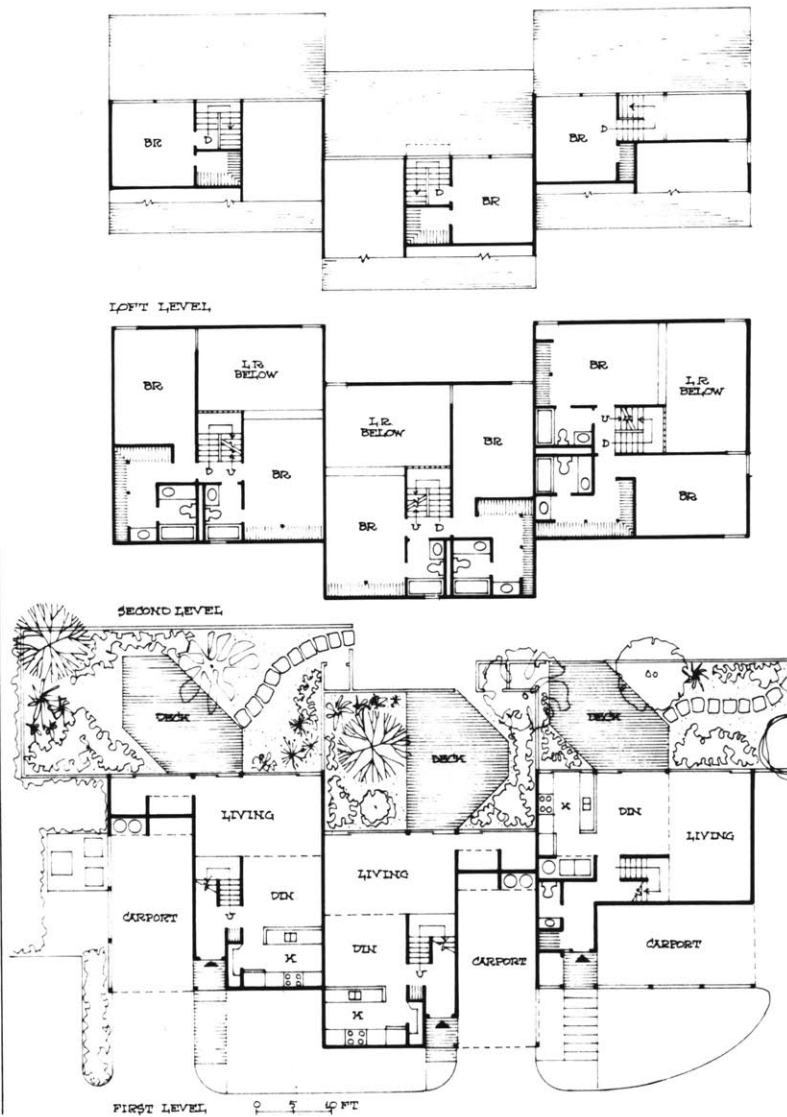 BR
D
BR
D
D
BR
LOFT LEVEL
BR
L.R.
BELOW
BR
L.R.
BELOW
U
D
D
U
BR
L.R.
BELOW
BR
BR
BR
U
D
SECOND LEVEL
DECK
DECK
DECK
LIVING
K
DIN
LIVING
LIVING
DIN
U
CARPORT
DIN
CARPORT
CARPORT
K
U
K
FIRST LEVEL
0 5 10 FT